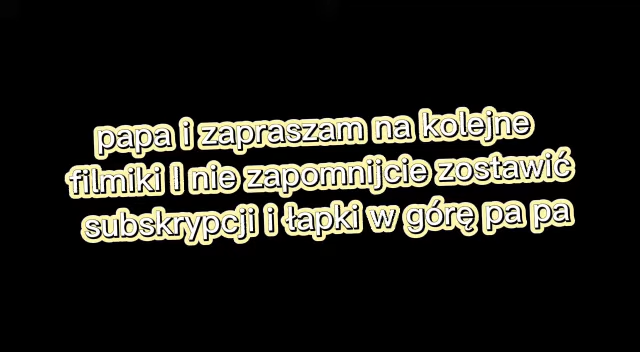 papa i zapraszam na kolejne
filmiki I nie zapomnijcie zostawić
subskrypcji i łapki w górę pa pa